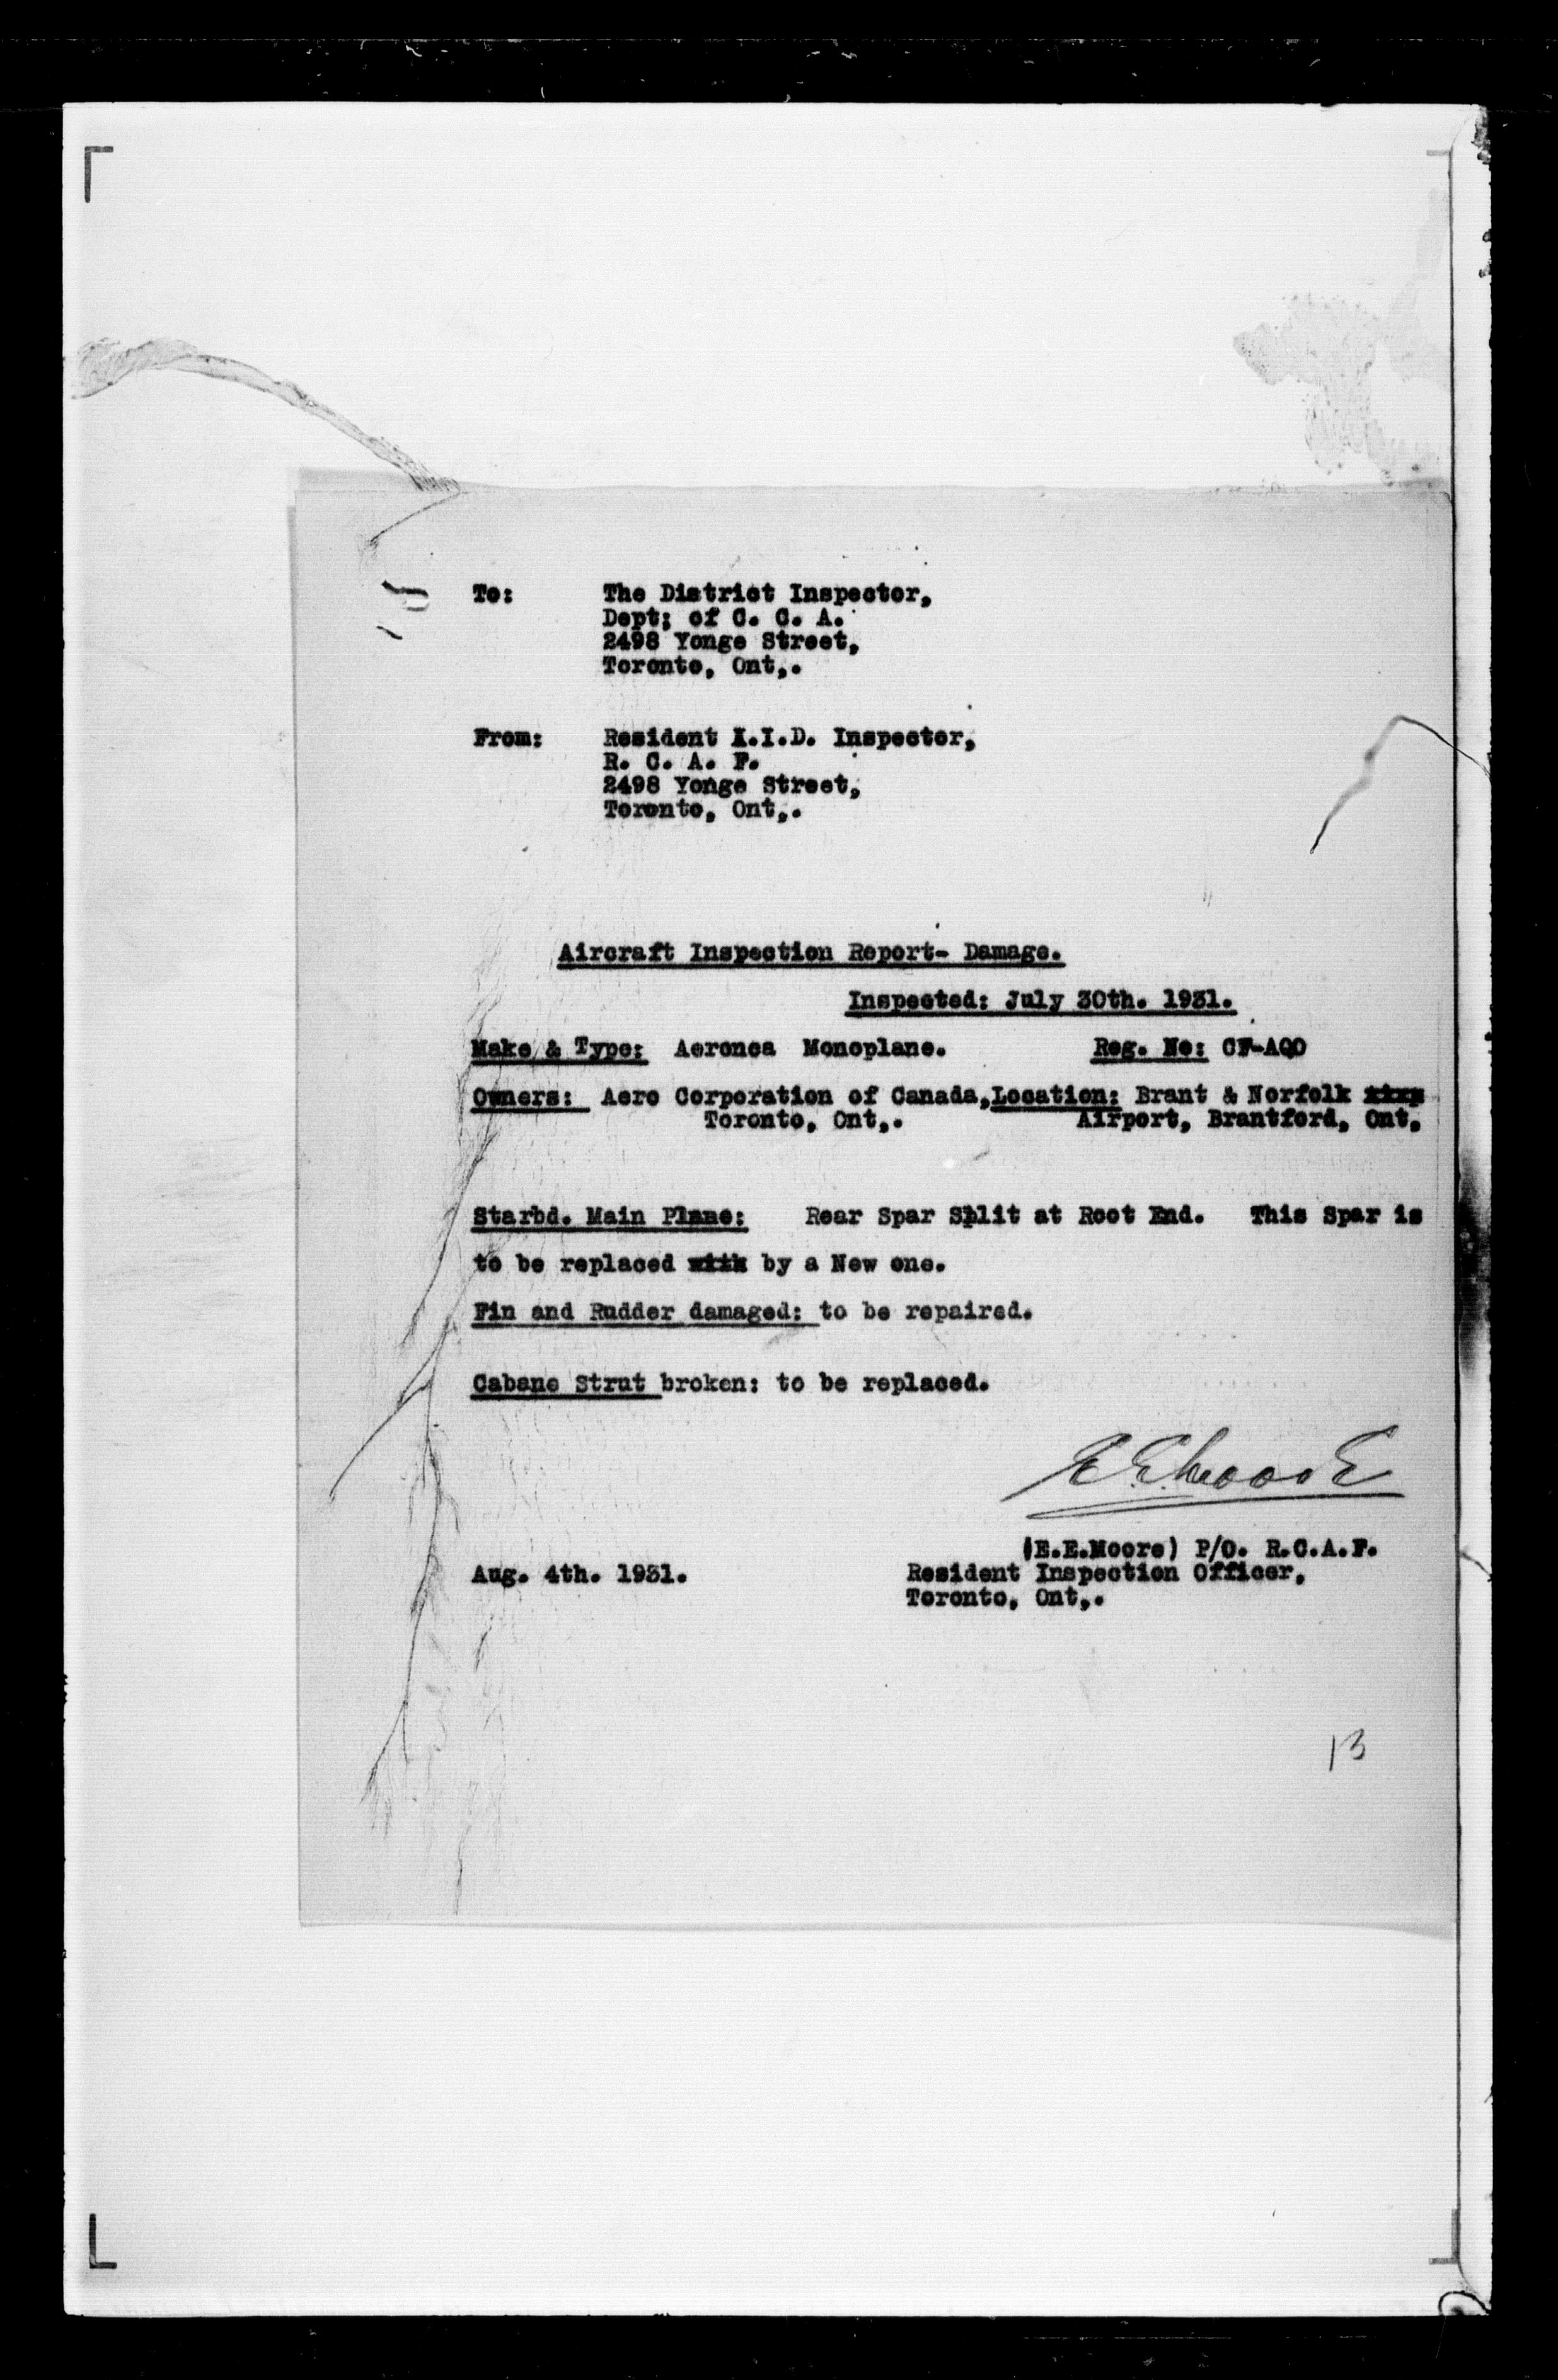 To: The District Inspector,
Dept; of C. C. A.
2498 Yonge Street,
Toronto, Ont,.
From: Resident A.I.D. Inspector,
R. C. A. F.
2498 Yonge Street,
Toronto, Ont,.
Aircraft Inspection Report- Damage.
Inspected: July 30th. 1931.
Make & Type: Aeronca Monoplane. Reg. No: CF-AQO
Owners: Aero Corporation of Canada, Location: Brant & Norfolk
Toronto, Ont,. Airport, Brantford, Ont.
Starbd. Main Plane: Rear Spar Split at Root End. This Spar is
to be replaced with by a New one.
Fin and Rudder damaged: to be repaired.
Cabane Strut broken: to be replaced.
E.E. Moore
(E.E.Moore) P/O. R.C.A.F.
Aug. 4th. 1931. Resident Inspection Officer,
Toronto, Ont,.
13